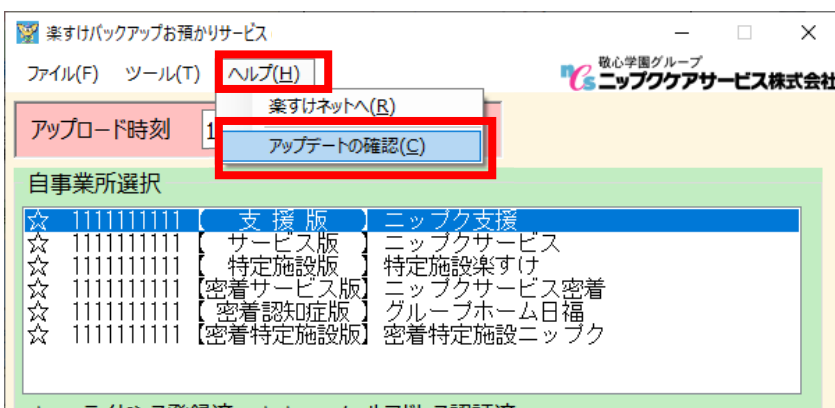 楽すけバックアップお預かりサービス
ファイル(F) ツール(T) ヘルプ(H)
敬心学園グループ
ncs ニップクケアサービス株式会社
楽すけネットへ(R)
アップロード時刻 1
アップデートの確認(C)
自事業所選択
☆ 1111111111 【 支 援 版 】 ニップク支援
☆ 1111111111 【 サービス版 】 ニップクサービス
☆ 1111111111 【 特定施設版 】 特定施設楽すけ
☆ 1111111111 【密着サービス版】 ニップクサービス密着
☆ 1111111111 【 密着認知症版 】 グループホーム日福
☆ 1111111111 【密着特定施設版】 密着特定施設ニップク